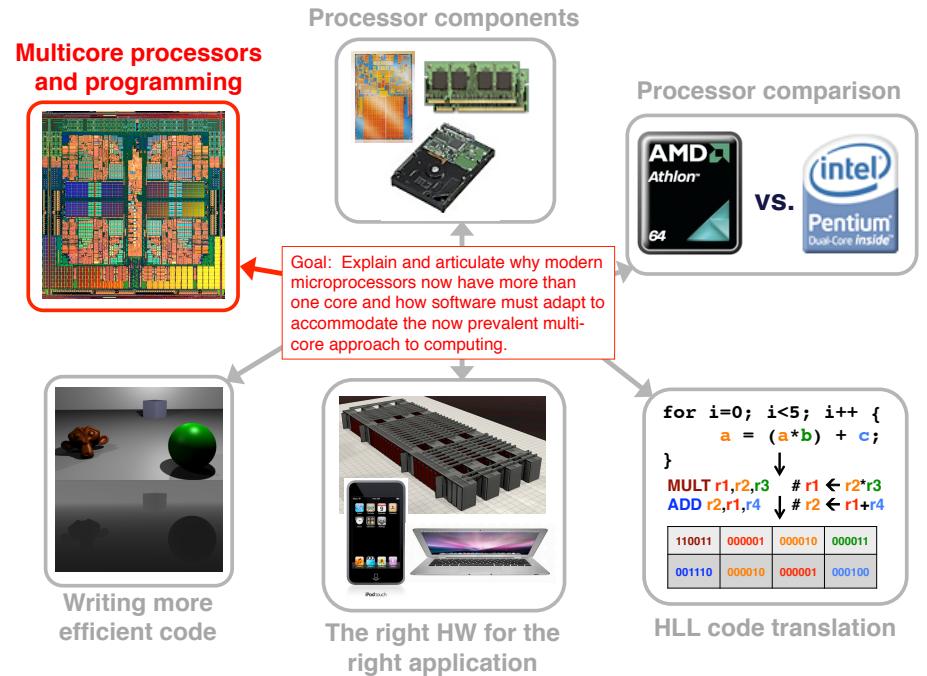 Processor components
Multicore processors
and programming
Processor comparison
AMD
Athlon™
64
vs.
intel
Pentium®
Dual-Core inside™
Goal:  Explain and articulate why modern
microprocessors now have more than
one core and how software must adapt to
accommodate the now prevalent multi-
core approach to computing.
Writing more
efficient code
iPod touch
The right HW for the
right application
for i=0; i<5; i++ {
a = (a*b) + c;
}
MULT r1,r2,r3 # r1 ← r2*r3
ADD r2,r1,r4 # r2 ← r1+r4
110011 000001 000010 000011
001110 000010 000001 000100
HLL code translation